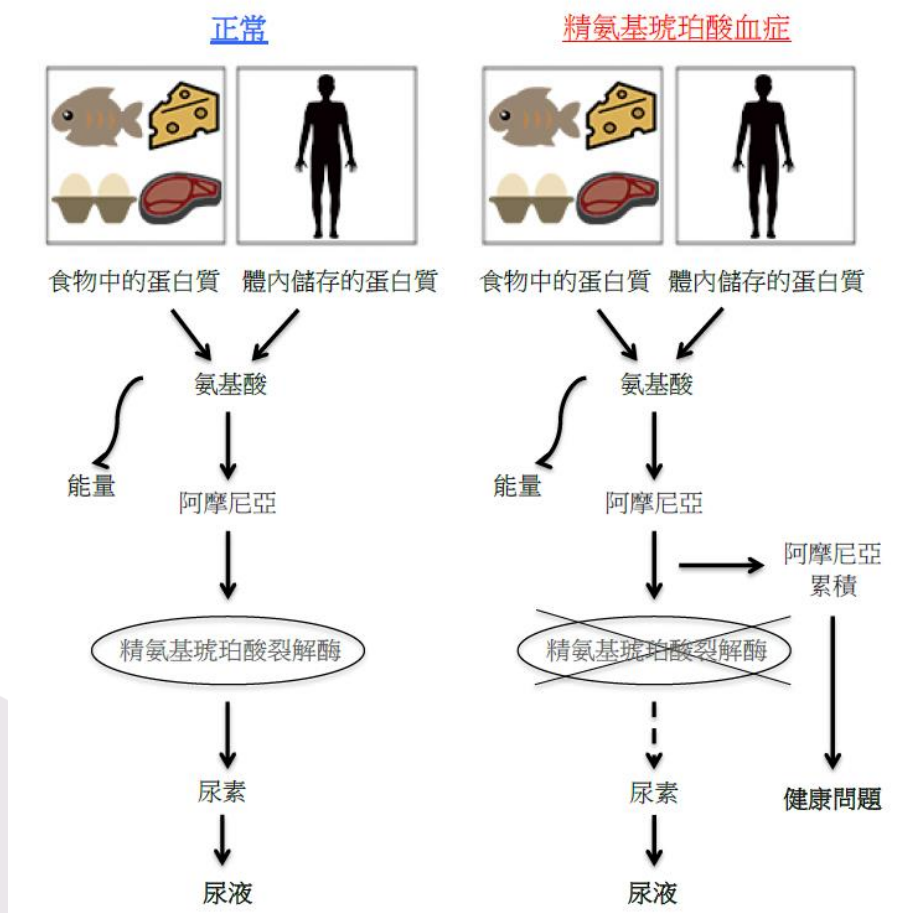 正常
食物中的蛋白質
體內儲存的蛋白質
氨基酸
能量
阿摩尼亞
精氨基琥珀酸裂解酶
尿素
尿液
精氨基琥珀酸血症
食物中的蛋白質
體內儲存的蛋白質
氨基酸
能量
阿摩尼亞
阿摩尼亞
累積
精氨基琥珀酸裂解酶
尿素
健康問題
尿液